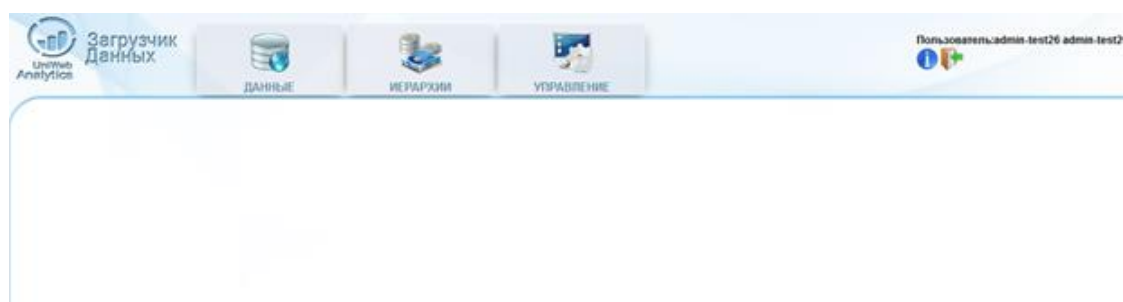 Загрузчик
Данных
UniWeb
Analytics
ДАННЫЕ
ИЕРАРХИИ
УПРАВЛЕНИЕ
Пользователь:admin-test26 admin-test2